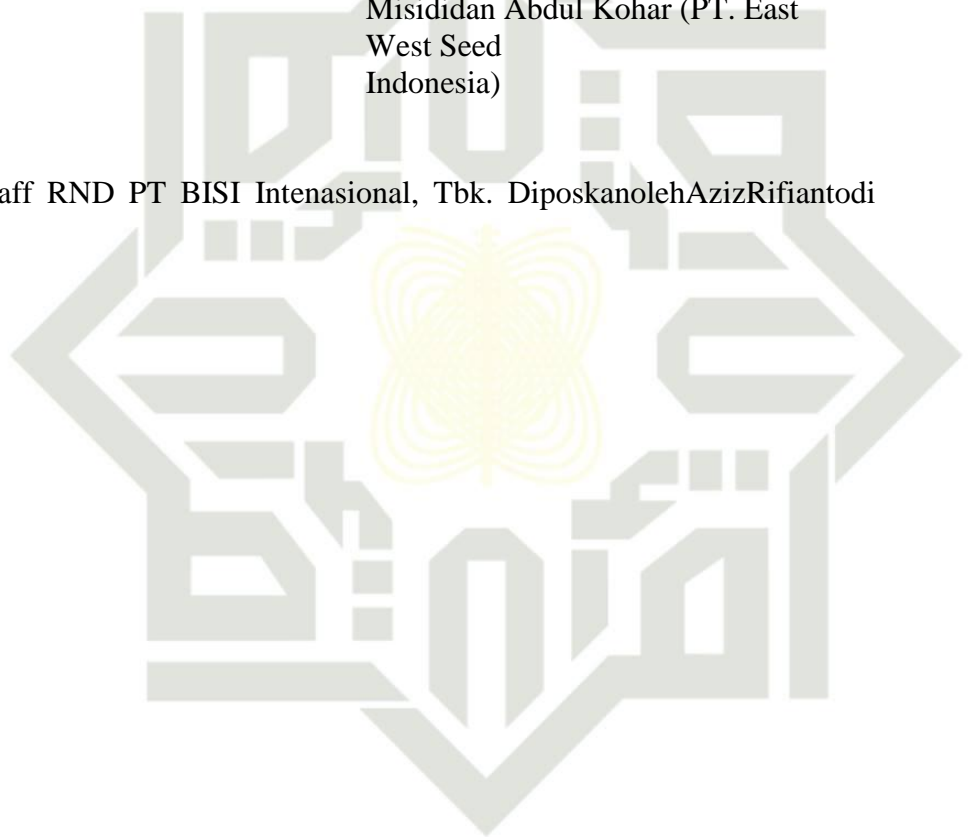 Misididan Abdul Kohar (PT. East
West Seed
Indonesia)
aff RND PT BISI Intenasional, Tbk. DiposkanolehAzizRifiantodi